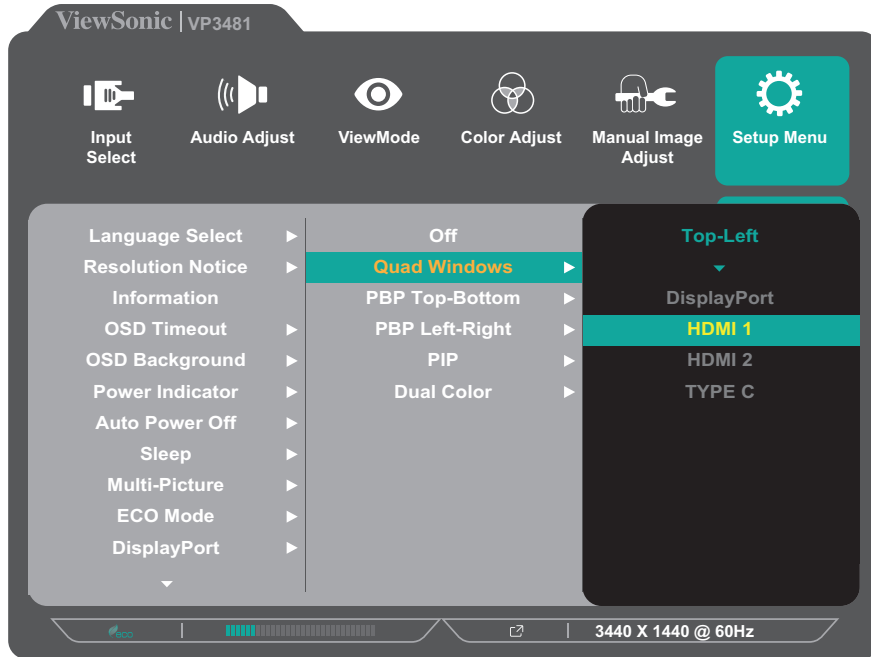 ViewSonic | VP3481
Input
Select
Audio Adjust
ViewMode
Color Adjust
Manual Image
Adjust
Setup Menu
Language Select
Resolution Notice
Information
OSD Timeout
OSD Background
Power Indicator
Auto Power Off
Sleep
Multi-Picture
ECO Mode
DisplayPort
Off
Quad Windows
PBP Top-Bottom
PBP Left-Right
PIP
Dual Color
Top-Left
DisplayPort
HDMI 1
HDMI 2
TYPE C
eco
3440 X 1440 @ 60Hz